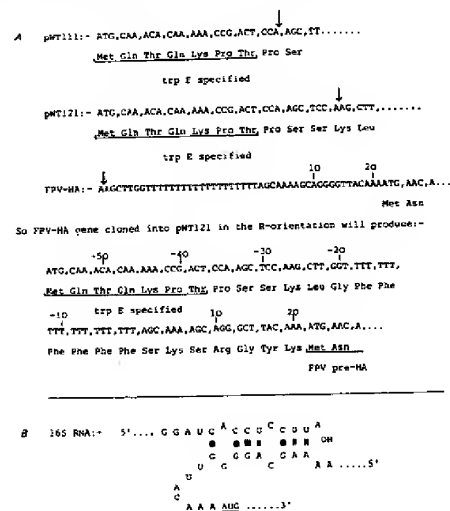 A pWT111:- ATG,CAA,ACA,CAA,AAA,CCG,ACT,CCA,AGC,TT.......
Met Gln Thr Gln Lys Pro Thr, Pro Ser
trp E specified
pWT121:- ATG,CAA,ACA,CAA,AAA,CCG,ACT,CCA,AGC,TCC,AAG,CTT,.......
Met Gln Thr Gln Lys Pro Thr, Pro Ser Ser Lys Leu
trp E specified
10 20
FPV-HA:- AAGCTTGGTTTTTTTTTTTTTTTTTTTTAGCAAAAGCAGGGGTTACAAAATG,AAC,A...
Met Asn
So FPV-HA gene cloned into pWT121 in the R-orientation will produce:-
-50 -40 -30 -20
ATG,CAA,ACA,CAA,AAA,CCG,ACT,CCA,AGC,TCC,AAG,CTT,GGT,TTT,TTT,
Met Gln Thr Gln Lys Pro Thr, Pro Ser Ser Lys Leu Gly Phe Phe
trp E specified
-10 10 20
TTT,TTT,TTT,TTT,AGC,AAA,AGC,AGG,GGT,TAC,AAA,ATG,AAC,A...
Phe Phe Phe Phe Ser Lys Ser Arg Gly Tyr Lys Met Asn
FPV pre-HA
B 16S RNA:- 5'.... G G A U G A C C U C C U U A
OH
G G G A C G A A A A .....5'
U
U
A
C
A A A AUG ......3'